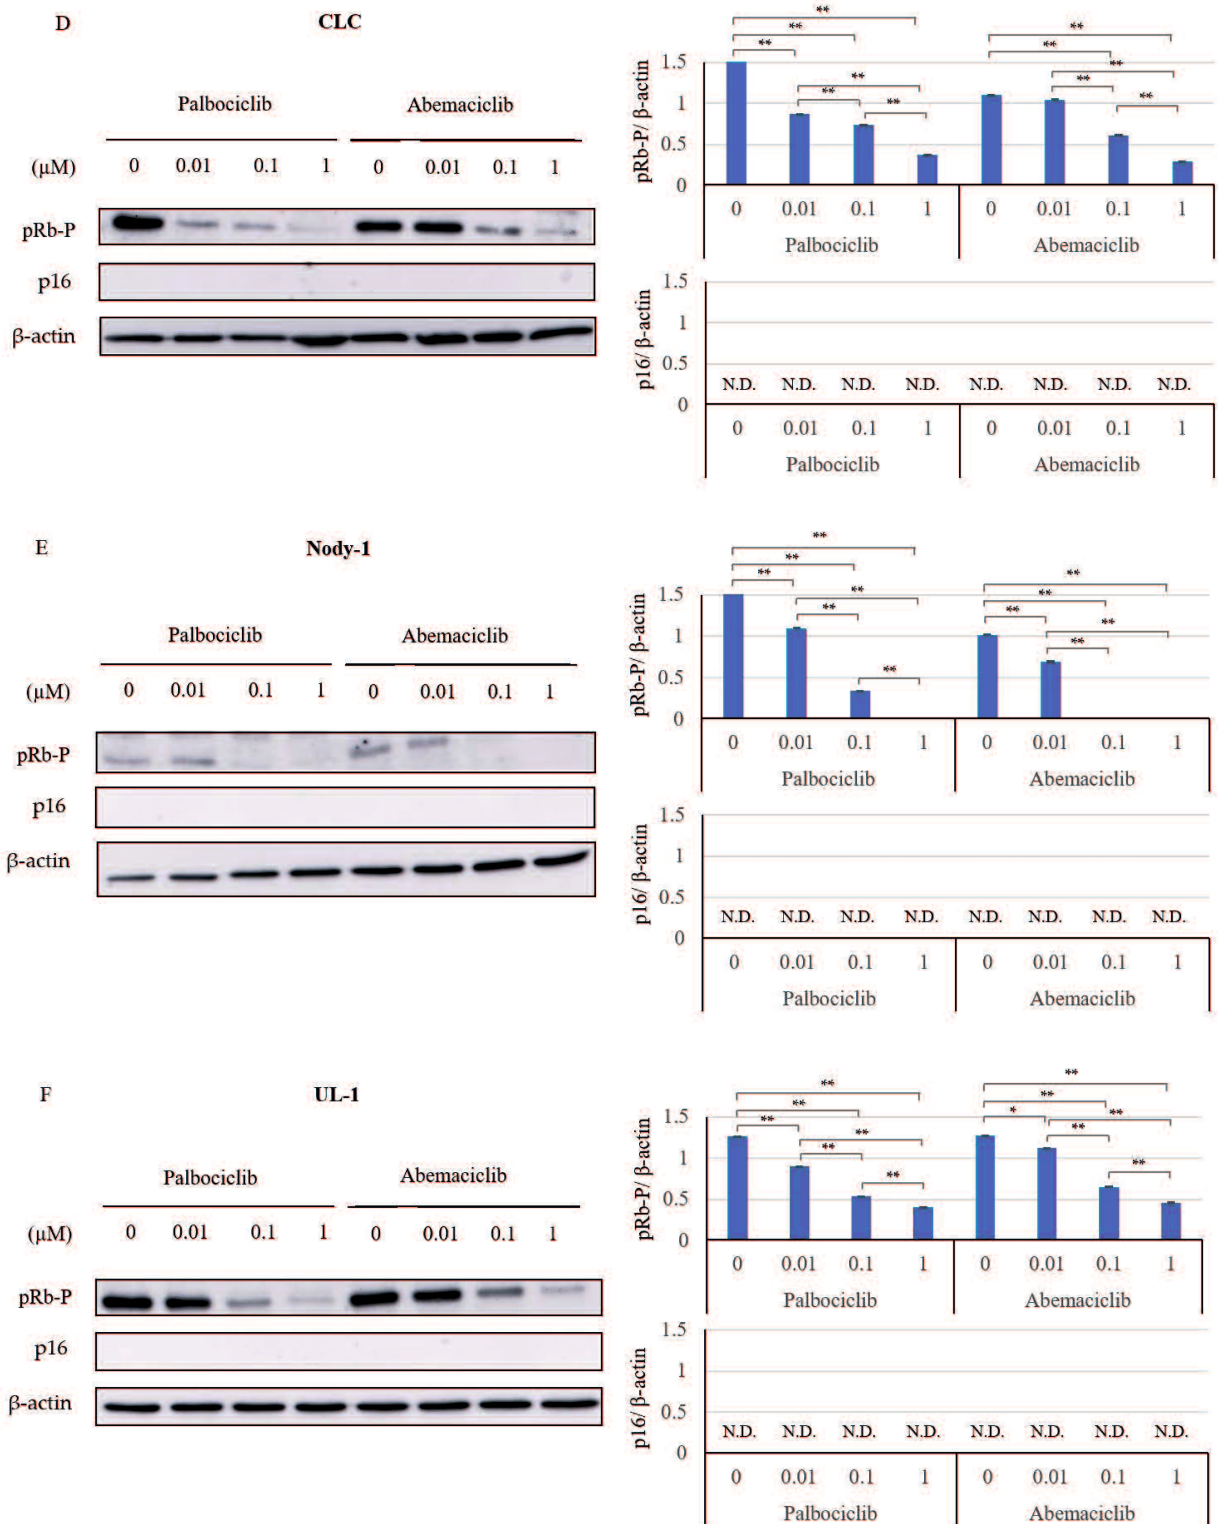 D CLC
Palbociclib Abemaciclib
(µM) 0 0.01 0.1 1 0 0.01 0.1 1
pRb-P
p16
β-actin
** **
** **
** **
** **
** **
** **
pRb-P/ β-actin
1.5
1
0.5
0
0 0.01 0.1 1 0 0.01 0.1 1
Palbociclib Abemaciclib
p16/ β-actin
1.5
1
0.5
0
N.D. N.D. N.D. N.D. N.D. N.D. N.D. N.D.
0 0.01 0.1 1 0 0.01 0.1 1
Palbociclib Abemaciclib
E Nody-1
Palbociclib Abemaciclib
(µM) 0 0.01 0.1 1 0 0.01 0.1 1
pRb-P
p16
β-actin
**
** **
** **
** **
** **
** **
pRb-P/ β-actin
1.5
1
0.5
0
0 0.01 0.1 1 0 0.01 0.1 1
Palbociclib Abemaciclib
p16/ β-actin
1.5
1
0.5
0
N.D. N.D. N.D. N.D. N.D. N.D. N.D. N.D.
0 0.01 0.1 1 0 0.01 0.1 1
Palbociclib Abemaciclib
F UL-1
Palbociclib Abemaciclib
(µM) 0 0.01 0.1 1 0 0.01 0.1 1
pRb-P
p16
β-actin
** **
** **
** * **
** **
** **
** **
pRb-P/ β-actin
1.5
1
0.5
0
0 0.01 0.1 1 0 0.01 0.1 1
Palbociclib Abemaciclib
p16/ β-actin
1.5
1
0.5
0
N.D. N.D. N.D. N.D. N.D. N.D. N.D. N.D.
0 0.01 0.1 1 0 0.01 0.1 1
Palbociclib Abemaciclib